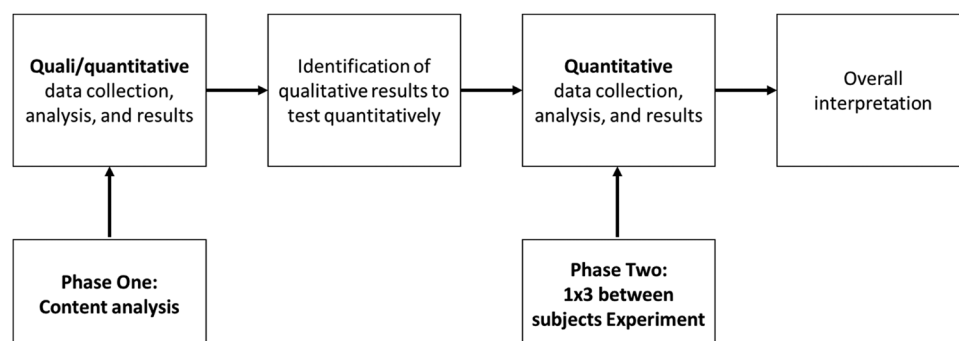 Quali/quantitative
data collection,
analysis, and results
Identification of
qualitative results to
test quantitatively
Quantitative
data collection,
analysis, and results
Overall
interpretation
Phase One:
Content analysis
Phase Two:
1x3 between
subjects Experiment